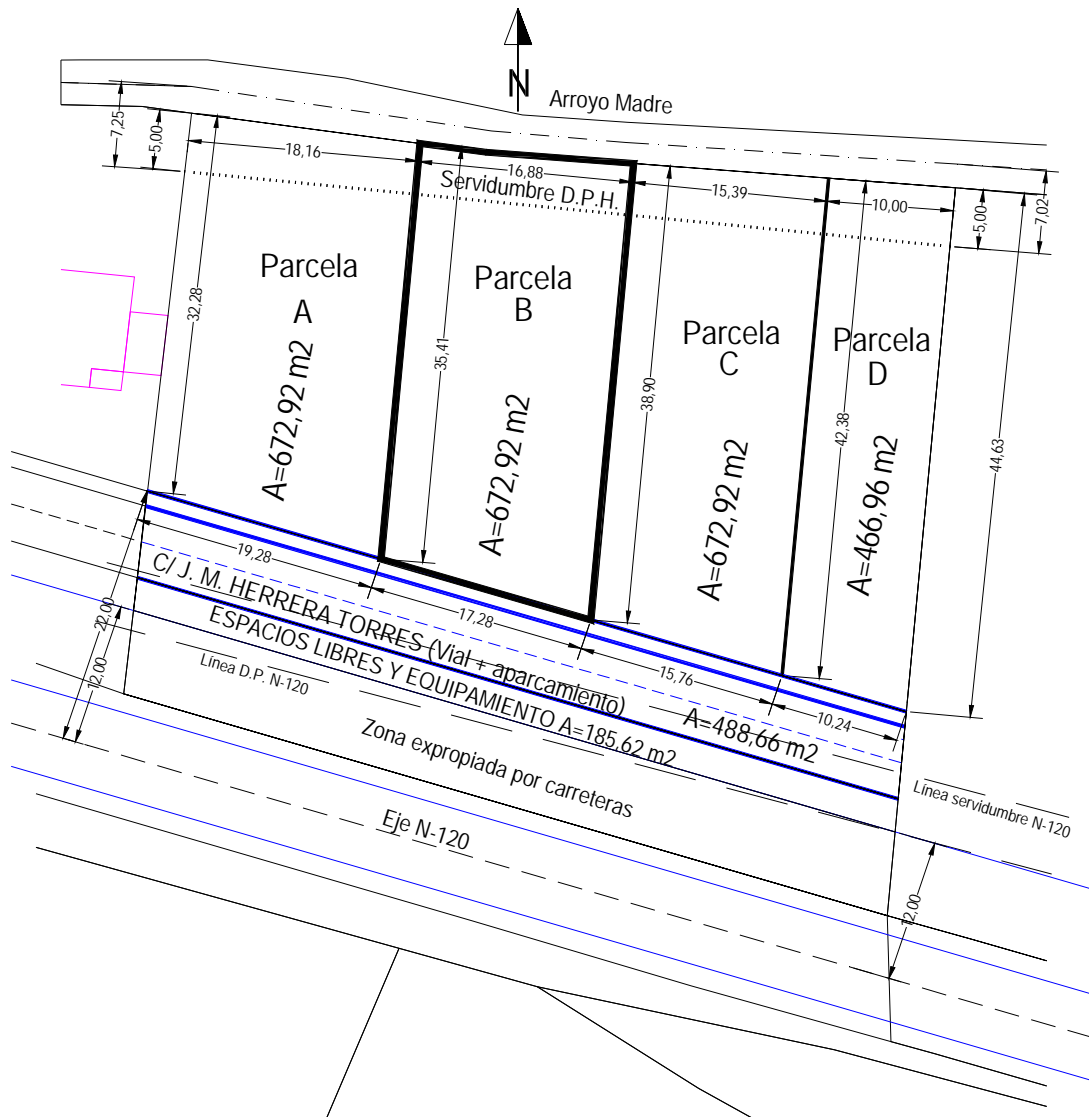 N
Arroyo Madre
7,25
5,00
18,16
16,88
Servidumbre D.P.H.
15,39
10,00
5,00
7,02
Parcela
A
A=672,92 m2
32,28
Parcela
B
A=672,92 m2
35,41
Parcela
C
A=672,92 m2
38,90
Parcela
D
A=466,96 m2
42,38
44,63
19,28
17,28
15,76
10,24
22,00
12,00
C/ J. M. HERRERA TORRES (Vial + aparcamiento)
A=488,66 m2
ESPACIOS LIBRES Y EQUIPAMIENTO A=185,62 m2
Línea D.P. N-120
Zona expropiada por carreteras
Línea servidumbre N-120
Eje N-120
12,00